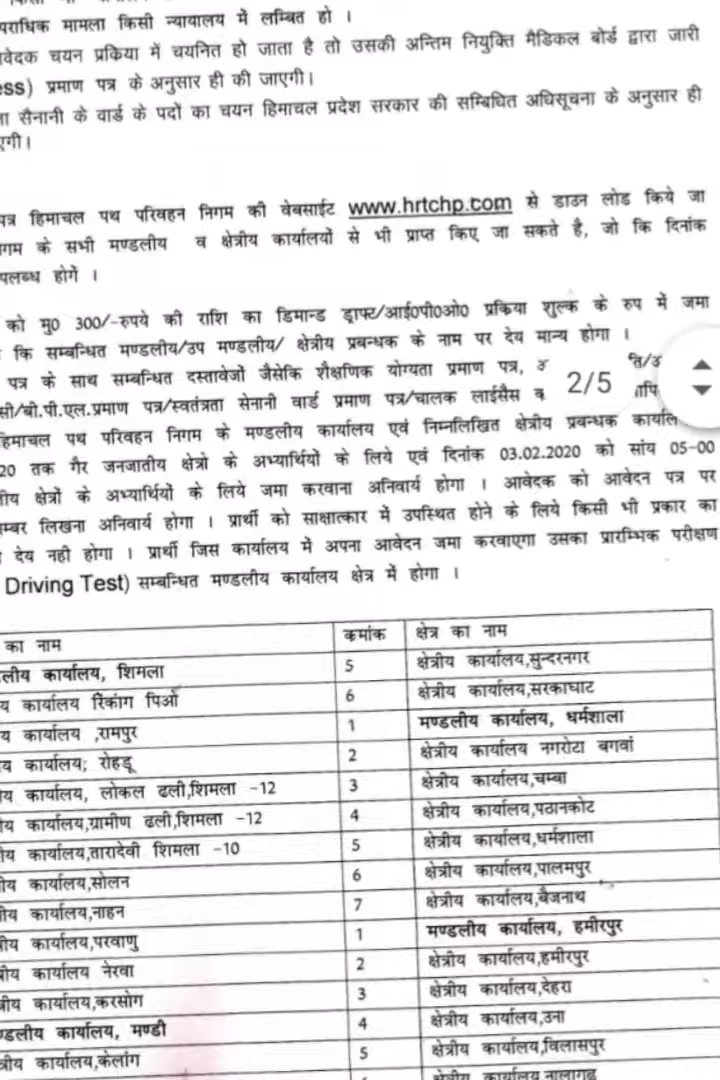 पराधिक मामला किसी न्यायालय में लम्बित हो ।
वेदक चयन प्रकिया में चयनित हो जाता है तो उसकी अन्तिम नियुक्ति मैडिकल बोर्ड द्वारा जारी
ess) प्रमाण पत्र के अनुसार ही की जाएगी।
ता सैनानी के वार्ड के पदों का चयन हिमाचल प्रदेश सरकार की सम्बिधित अधिसूचना के अनुसार ही
एगी।
पत्र हिमाचल पथ परिवहन निगम की वेबसाईट www.hrtchp.com से डाउन लोड किये जा
गम के सभी मण्डलीय व क्षेत्रीय कार्यालयों से भी प्राप्त किए जा सकते है, जो कि दिनांक
पलब्ध होगें ।
को मु0 300/-रुपये की राशि का डिमान्ड ड्राफ्ट/आई0पी0ओ0 प्रकिया शुल्क के रुप में जमा
कि सम्बन्धित मण्डलीय/उप मण्डलीय/ क्षेत्रीय प्रबन्धक के नाम पर देय मान्य होगा ।
पत्र के साथ सम्बन्धित दस्तावेजों जैसेकि शैक्षणिक योग्यता प्रमाण पत्र,
सी/बी.पी.एल.प्रमाण पत्र/स्वतंत्रता सेनानी वार्ड प्रमाण पत्र/चालक लाईसैस व 2/5
हिमाचल पथ परिवहन निगम के मण्डलीय कार्यालय एवं निम्नलिखित क्षेत्रीय प्रबन्धक कार्याल
20 तक गैर जनजातीय क्षेत्रो के अभ्यार्थियों के लिये एवं दिनांक 03.02.2020 को सांय 05-00
तीय क्षेत्रों के अभ्यार्थियों के लिये जमा करवाना अनिवार्य होगा । आवेदक को आवेदन पत्र पर
म्बर लिखना अनिवार्य होगा । प्रार्थी को साक्षात्कार में उपस्थित होने के लिये किसी भी प्रकार का
देय नही होगा । प्रार्थी जिस कार्यालय में अपना आवेदन जमा करवाएगा उसका प्रारम्भिक परीक्षण
Driving Test) सम्बन्धित मण्डलीय कार्यालय क्षेत्र में होगा ।
का नाम क्रमांक क्षेत्र का नाम
लीय कार्यालय, शिमला 5 क्षेत्रीय कार्यालय,सुन्दरनगर
य कार्यालय रिकांग पिओ 6 क्षेत्रीय कार्यालय,सरकाघाट
य कार्यालय ,रामपुर 1 मण्डलीय कार्यालय, धर्मशाला
य कार्यालय; रोहडू 2 क्षेत्रीय कार्यालय नगरोटा बगवां
ीय कार्यालय, लोकल ढली,शिमला -12 3 क्षेत्रीय कार्यालय,चम्बा
ीय कार्यालय,ग्रामीण ढली,शिमला -12 4 क्षेत्रीय कार्यालय,पठानकोट
ीय कार्यालय,तारादेवी शिमला -10 5 क्षेत्रीय कार्यालय,धर्मशाला
ीय कार्यालय,सोलन 6 क्षेत्रीय कार्यालय,पालमपुर
ीय कार्यालय,नाहन 7 क्षेत्रीय कार्यालय,बैजनाथ
ीय कार्यालय,परवाणु 1 मण्डलीय कार्यालय, हमीरपुर
ीय कार्यालय नेरवा 2 क्षेत्रीय कार्यालय,हमीरपुर
त्रीय कार्यालय,करसोग 3 क्षेत्रीय कार्यालय,देहरा
ण्डलीय कार्यालय, मण्डी 4 क्षेत्रीय कार्यालय,उना
त्रीय कार्यालय,केलांग 5 क्षेत्रीय कार्यालय,विलासपुर
क्षेत्रीय कार्यालय नालागढ